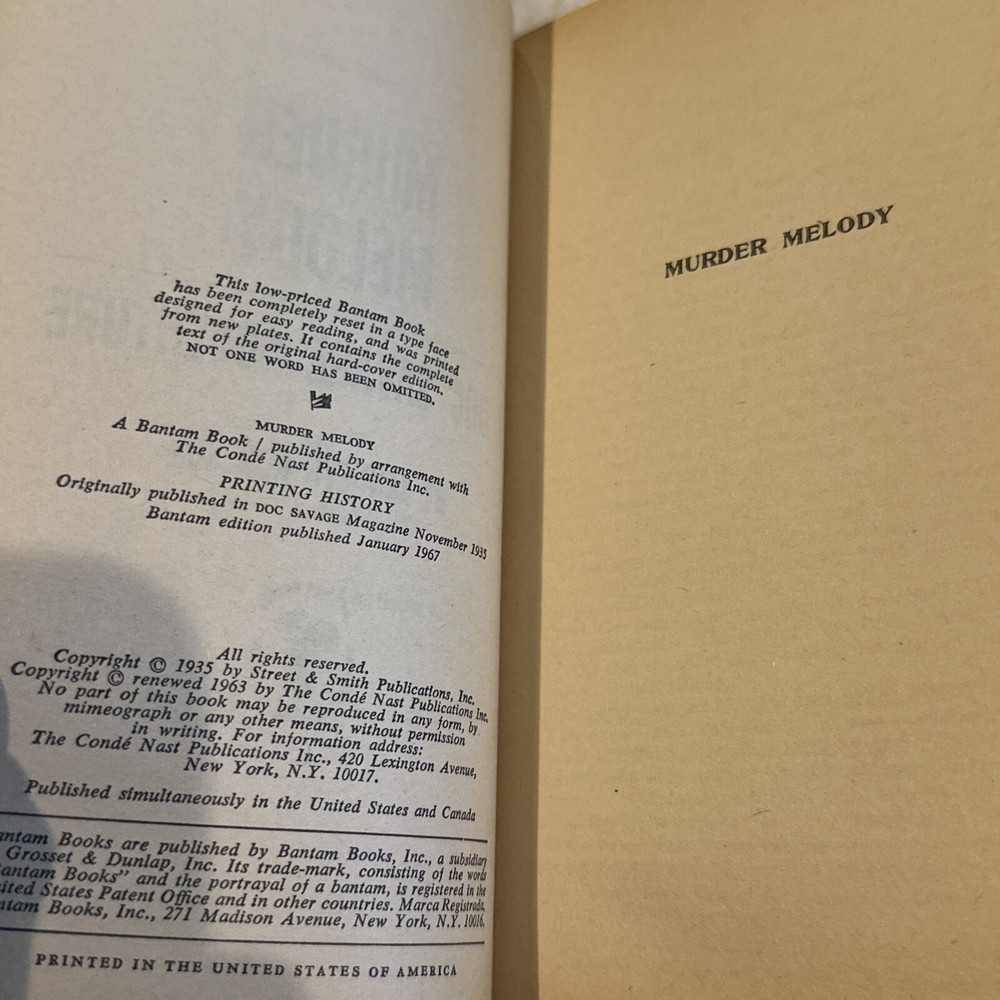 This low-priced Bantam Book
has been completely reset in a type face
designed for easy reading, and was printed
from new plates. It contains the complete
text of the original hard-cover edition.
NOT ONE WORD HAS BEEN OMITTED.
MURDER MELODY
A Bantam Book / published by arrangement with
The Condé Nast Publications Inc.
PRINTING HISTORY
Originally published in DOC SAVAGE Magazine November 1935
Bantam edition published January 1967
All rights reserved.
Copyright © 1935 by Street & Smith Publications, Inc.
Copyright © renewed 1963 by The Condé Nast Publications Inc.
No part of this book may be reproduced in any form, by
mimeograph or any other means, without permission
in writing. For information address:
The Condé Nast Publications Inc., 420 Lexington Avenue,
New York, N.Y. 10017.
Published simultaneously in the United States and Canada
antam Books are published by Bantam Books, Inc., a subsidiary
Grosset & Dunlap, Inc. Its trade-mark, consisting of the words
antam Books" and the portrayal of a bantam, is registered in the
ited States Patent Office and in other countries. Marca Registrada.
ntam Books, Inc., 271 Madison Avenue, New York, N.Y. 10016.
PRINTED IN THE UNITED STATES OF AMERICA
MURDER MELODY